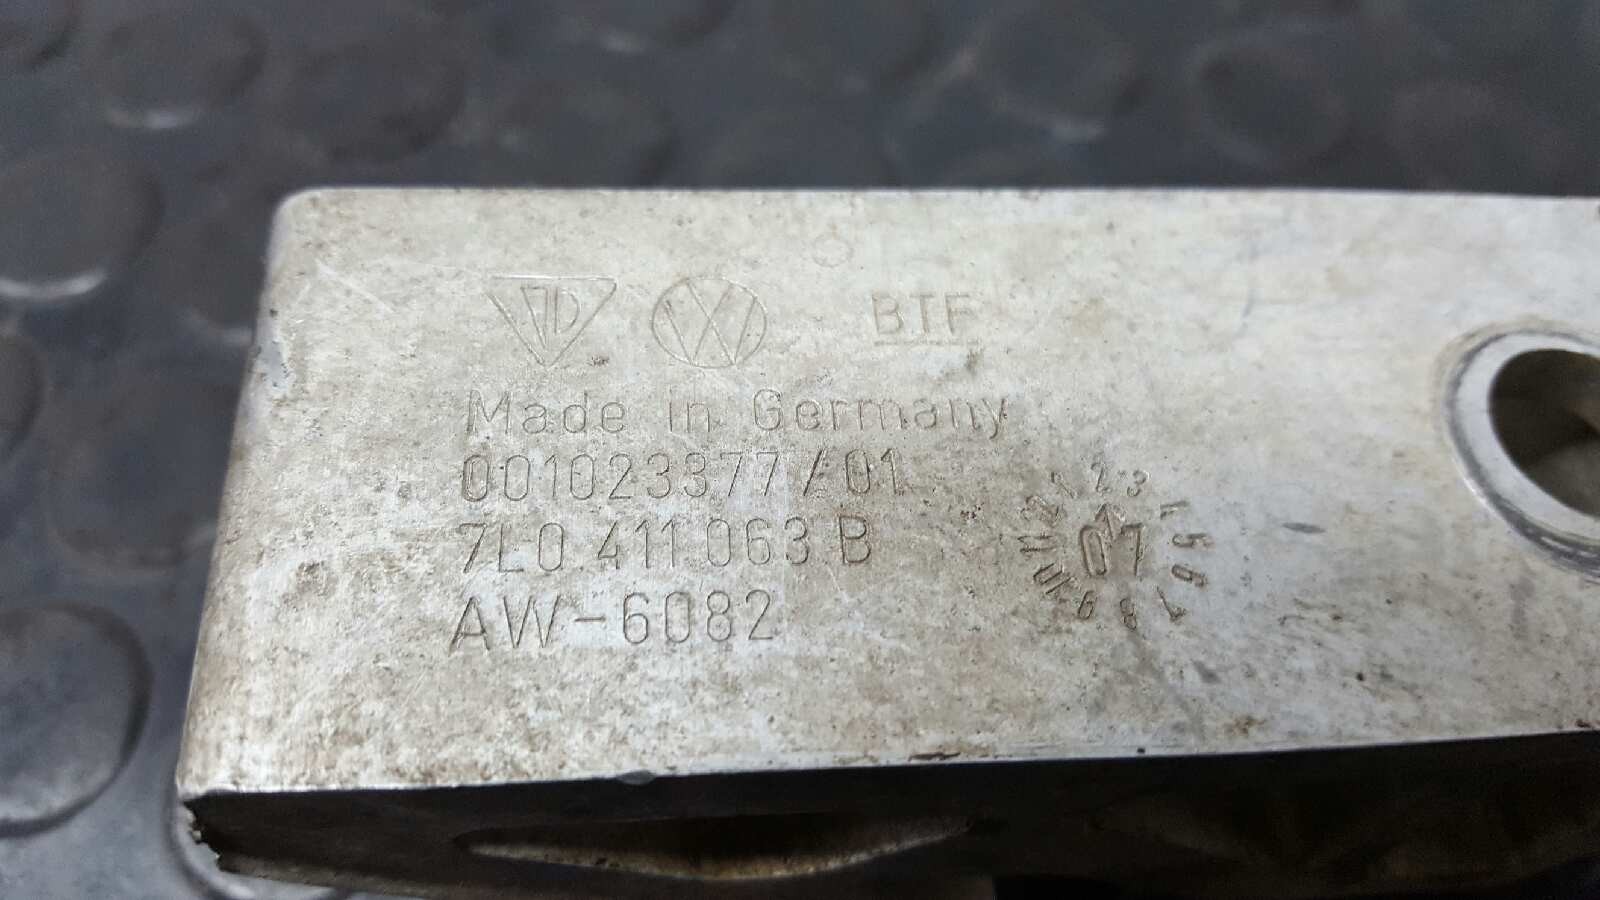 BTF
Made in Germany
001023377/01
7L0 411 063 B
AW-6082
07